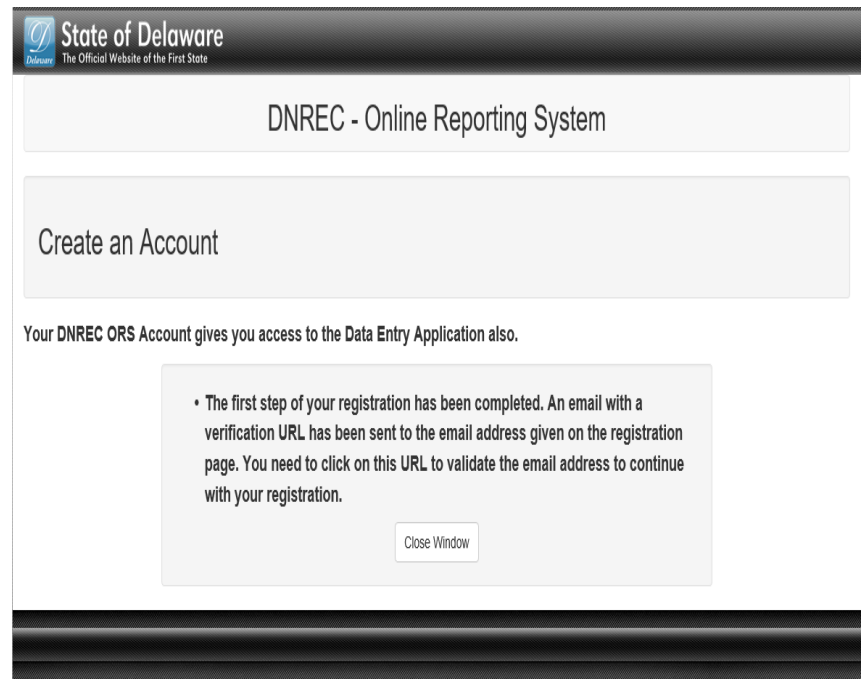 State of Delaware
Delaware
The Official Website of the First State
DNREC - Online Reporting System
Create an Account
Your DNREC ORS Account gives you access to the Data Entry Application also.
• The first step of your registration has been completed. An email with a
verification URL has been sent to the email address given on the registration
page. You need to click on this URL to validate the email address to continue
with your registration.
Close Window